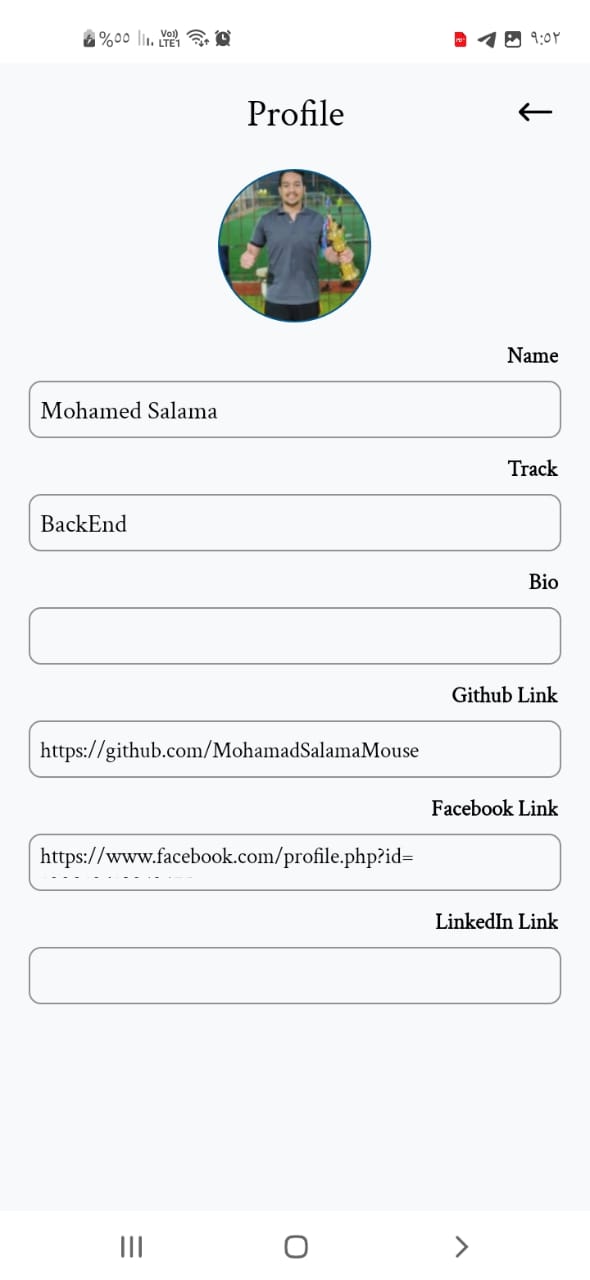 %٥٥ Vo)) LTE1 ٩:٥٢
Profile
Name
Mohamed Salama
Track
BackEnd
Bio
Github Link
https://github.com/MohamadSalamaMouse
Facebook Link
https://www.facebook.com/profile.php?id=
LinkedIn Link